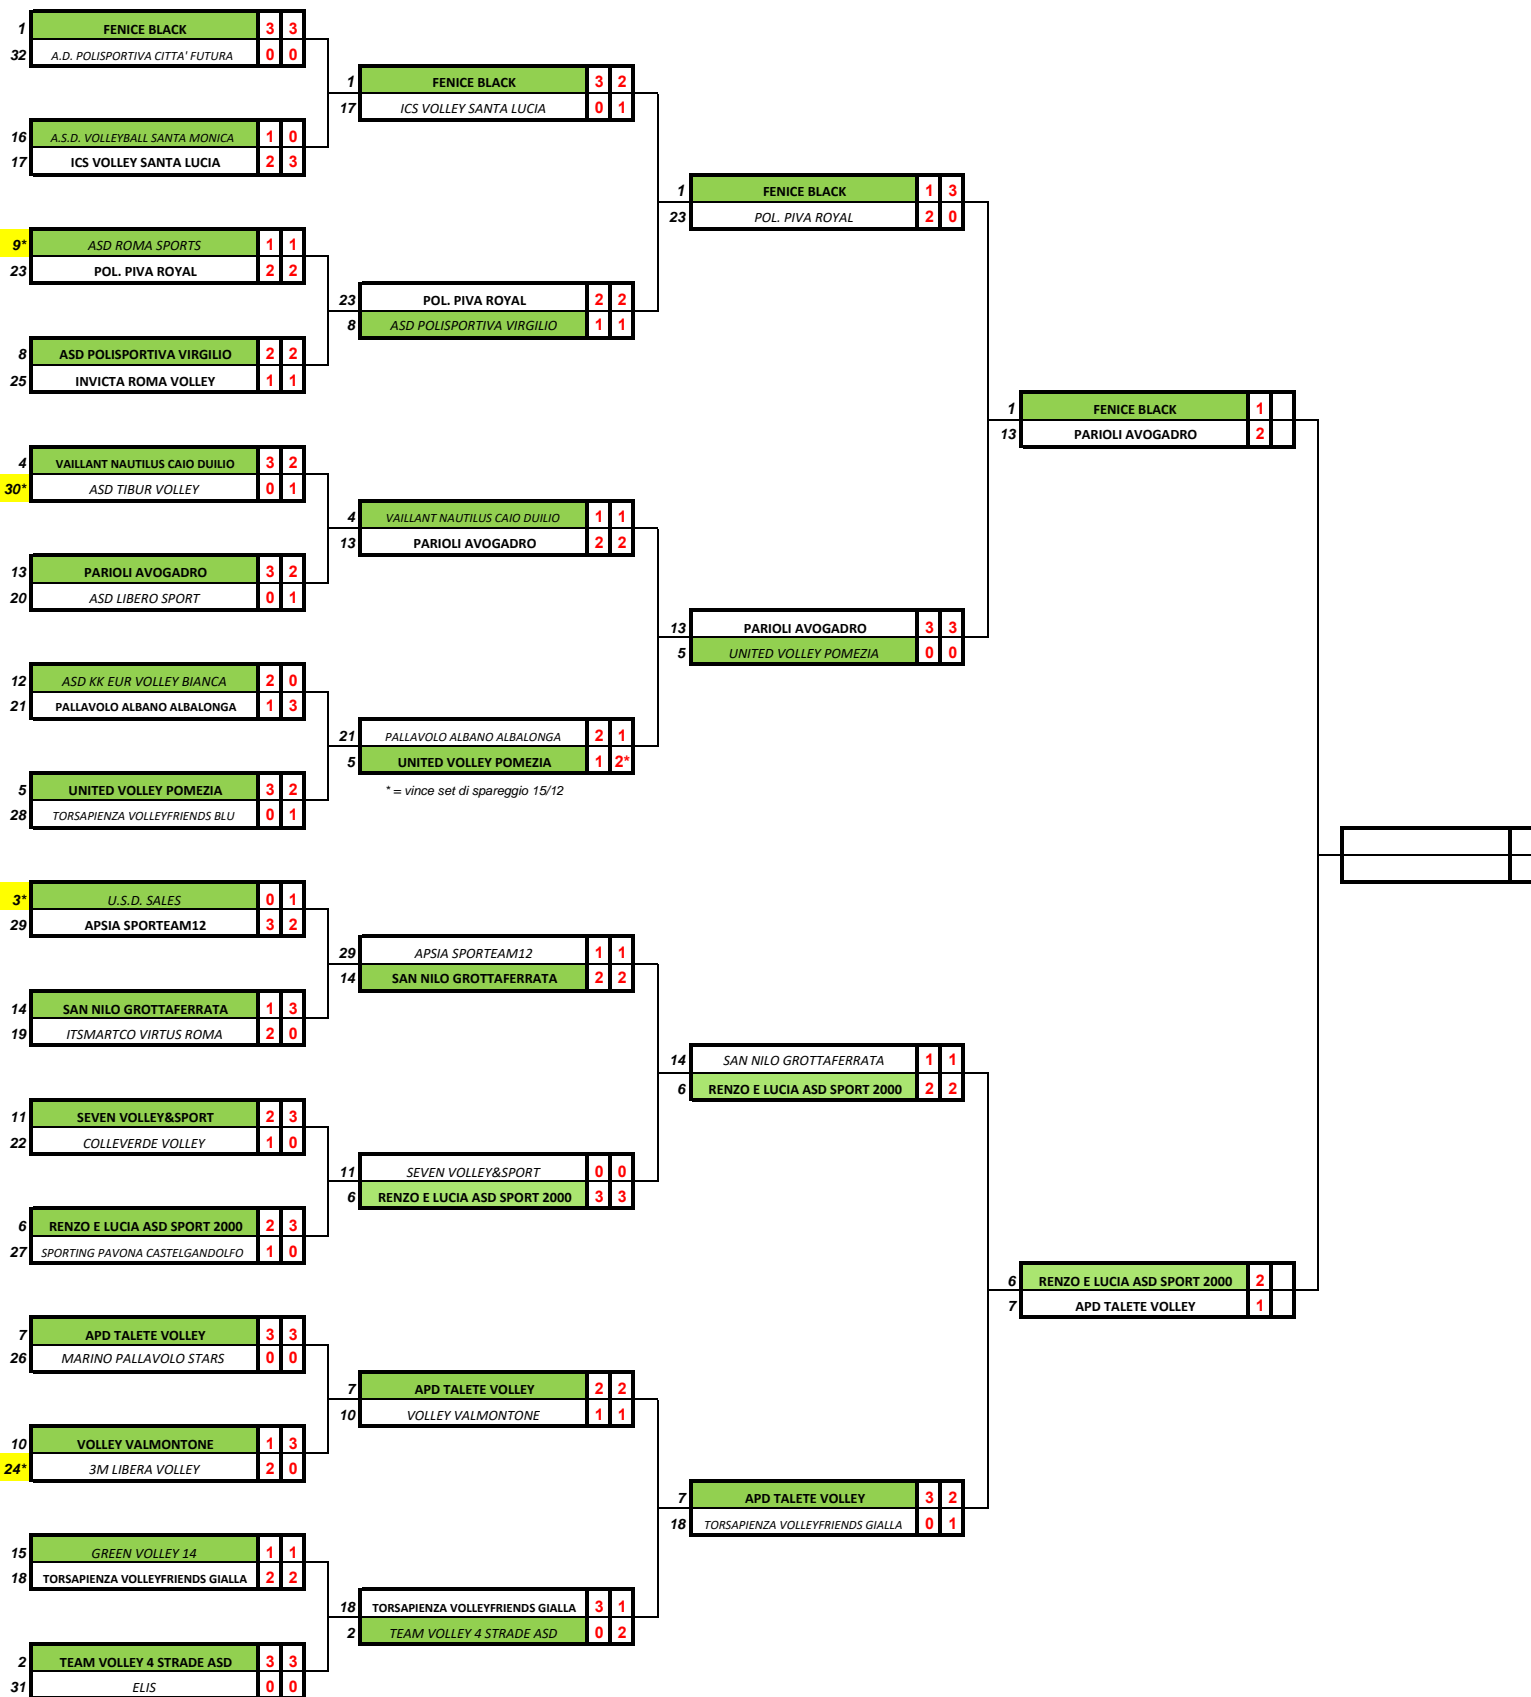 1 FENICE BLACK 3 3
32 A.D. POLISPORTIVA CITTA' FUTURA 0 0
1 FENICE BLACK 3 2
17 ICS VOLLEY SANTA LUCIA 0 1
16 A.S.D. VOLLEYBALL SANTA MONICA 1 0
17 ICS VOLLEY SANTA LUCIA 2 3
1 FENICE BLACK 1 3
23 POL. PIVA ROYAL 2 0
9* ASD ROMA SPORTS 1 1
23 POL. PIVA ROYAL 2 2
23 POL. PIVA ROYAL 2 2
8 ASD POLISPORTIVA VIRGILIO 1 1
8 ASD POLISPORTIVA VIRGILIO 2 2
25 INVICTA ROMA VOLLEY 1 1
1 FENICE BLACK 1
13 PARIOLI AVOGADRO 2
4 VAILLANT NAUTILUS CAIO DUILIO 3 2
30* ASD TIBUR VOLLEY 0 1
4 VAILLANT NAUTILUS CAIO DUILIO 1 1
13 PARIOLI AVOGADRO 2 2
13 PARIOLI AVOGADRO 3 2
20 ASD LIBERO SPORT 0 1
13 PARIOLI AVOGADRO 3 3
5 UNITED VOLLEY POMEZIA 0 0
12 ASD KK EUR VOLLEY BIANCA 2 0
21 PALLAVOLO ALBANO ALBALONGA 1 3
21 PALLAVOLO ALBANO ALBALONGA 2 1
5 UNITED VOLLEY POMEZIA 1 2*
* = vince set di spareggio 15/12
5 UNITED VOLLEY POMEZIA 3 2
28 TORSAPIENZA VOLLEYFRIENDS BLU 0 1
3* U.S.D. SALES 0 1
29 APSIA SPORTEAM12 3 2
29 APSIA SPORTEAM12 1 1
14 SAN NILO GROTTAFERRATA 2 2
14 SAN NILO GROTTAFERRATA 1 3
19 ITSMARTCO VIRTUS ROMA 2 0
14 SAN NILO GROTTAFERRATA 1 1
6 RENZO E LUCIA ASD SPORT 2000 2 2
11 SEVEN VOLLEY&SPORT 2 3
22 COLLEVERDE VOLLEY 1 0
11 SEVEN VOLLEY&SPORT 0 0
6 RENZO E LUCIA ASD SPORT 2000 3 3
6 RENZO E LUCIA ASD SPORT 2000 2 3
27 SPORTING PAVONA CASTELGANDOLFO 1 0
6 RENZO E LUCIA ASD SPORT 2000 2
7 APD TALETE VOLLEY 1
7 APD TALETE VOLLEY 3 3
26 MARINO PALLAVOLO STARS 0 0
7 APD TALETE VOLLEY 2 2
10 VOLLEY VALMONTONE 1 1
10 VOLLEY VALMONTONE 1 3
24* 3M LIBERA VOLLEY 2 0
7 APD TALETE VOLLEY 3 2
18 TORSAPIENZA VOLLEYFRIENDS GIALLA 0 1
15 GREEN VOLLEY 14 1 1
18 TORSAPIENZA VOLLEYFRIENDS GIALLA 2 2
18 TORSAPIENZA VOLLEYFRIENDS GIALLA 3 1
2 TEAM VOLLEY 4 STRADE ASD 0 2
2 TEAM VOLLEY 4 STRADE ASD 3 3
31 ELIS 0 0